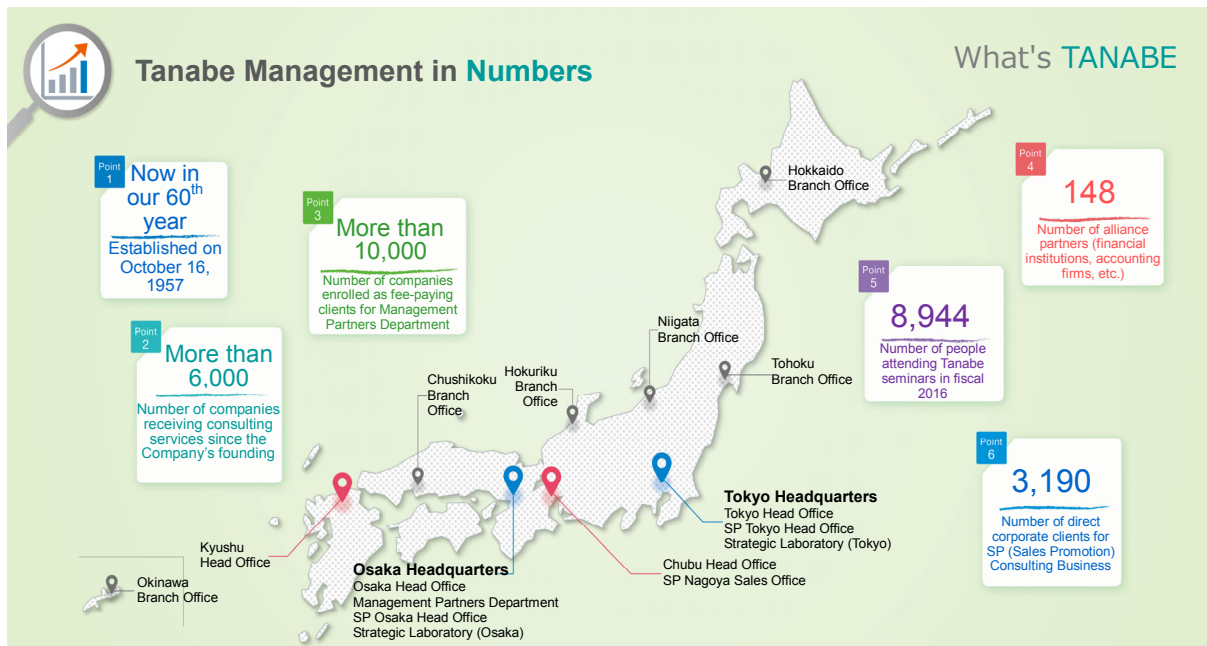 Tanabe Management in Numbers
What's TANABE
Point
1
Now in
our 60th
year
Established on
October 16,
1957
Point
2
More than
6,000
Number of companies
receiving consulting
services since the
Company's founding
Point
3
More than
10,000
Number of companies
enrolled as fee-paying
clients for Management
Partners Department
Point
4
148
Number of alliance
partners (financial
institutions, accounting
firms, etc.)
Point
5
8,944
Number of people
attending Tanabe
seminars in fiscal
2016
Point
6
3,190
Number of direct
corporate clients for
SP (Sales Promotion)
Consulting Business
Hokkaido
Branch Office
Niigata
Branch Office
Tohoku
Branch Office
Hokuriku
Branch
Office
Chushikoku
Branch
Office
Tokyo Headquarters
Tokyo Head Office
SP Tokyo Head Office
Strategic Laboratory (Tokyo)
Chubu Head Office
SP Nagoya Sales Office
Osaka Headquarters
Osaka Head Office
Management Partners Department
SP Osaka Head Office
Strategic Laboratory (Osaka)
Kyushu
Head Office
Okinawa
Branch Office